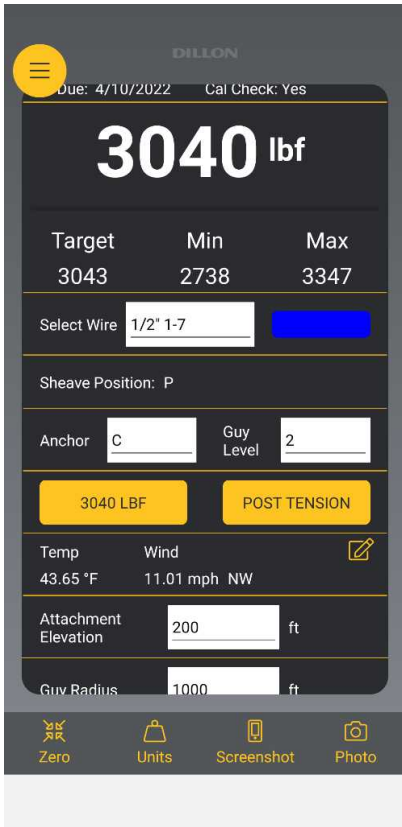 DILLON
Due: 4/10/2022 Cal Check: Yes
3040 lbf
Target Min Max
3043 2738 3347
Select Wire 1/2" 1-7
Sheave Position: P
Anchor C Guy Level 2
3040 LBF POST TENSION
Temp Wind
43.65 °F 11.01 mph NW
Attachment Elevation 200 ft
Guy Radius 1000 ft
Zero Units Screenshot Photo